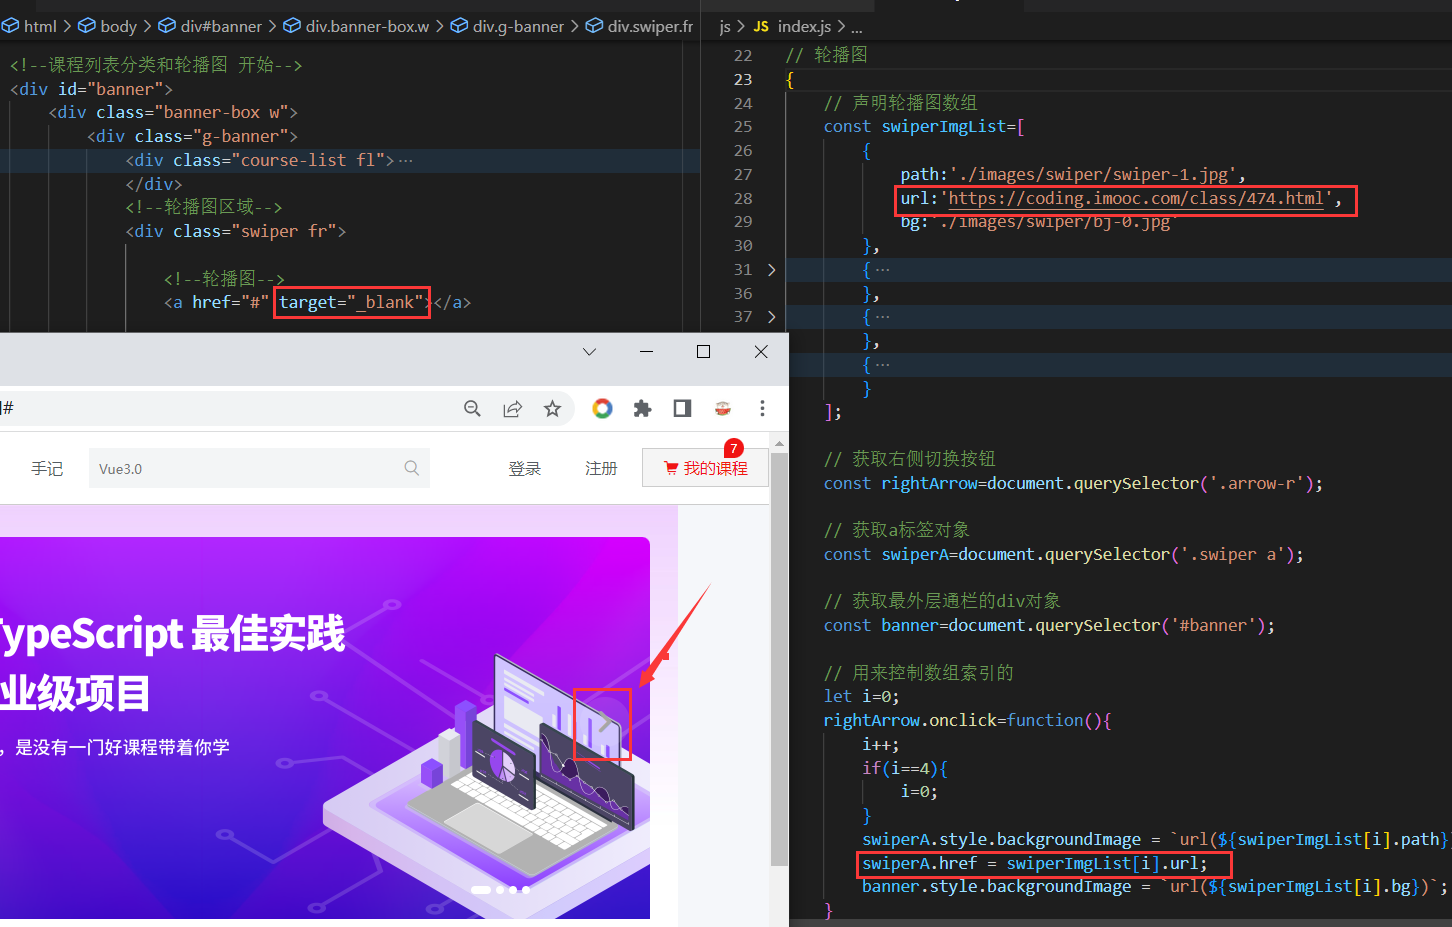 html > body > div#banner > div.banner-box.w > div.g-banner > div.swiper.fr
<!--课程列表分类和轮播图 开始-->
<div id="banner">
<div class="banner-box w">
<div class="g-banner">
<div class="course-list fl">…
</div>
<!--轮播图区域-->
<div class="swiper fr">
<!--轮播图-->
<a href="#" target="_blank"></a>
js > JS index.js > ...
22 // 轮播图
23 {
24 // 声明轮播图数组
25 const swiperImgList=[
26 {
27 path:'./images/swiper/swiper-1.jpg',
28 url:'https://coding.imooc.com/class/474.html',
29 bg:'./images/swiper/bj-0.jpg'
30 },
31 {…
36 },
37 {…
},
{…
}
];
// 获取右侧切换按钮
const rightArrow=document.querySelector('.arrow-r');
// 获取a标签对象
const swiperA=document.querySelector('.swiper a');
// 获取最外层通栏的div对象
const banner=document.querySelector('#banner');
// 用来控制数组索引的
let i=0;
rightArrow.onclick=function(){
i++;
if(i==4){
i=0;
}
swiperA.style.backgroundImage = `url(${swiperImgList[i].path}
swiperA.href = swiperImgList[i].url;
banner.style.backgroundImage = `url(${swiperImgList[i].bg})`;
}
#
手记
Vue3.0
登录
注册
我的课程
7
TypeScript 最佳实践
业级项目
，是没有一门好课程带着你学